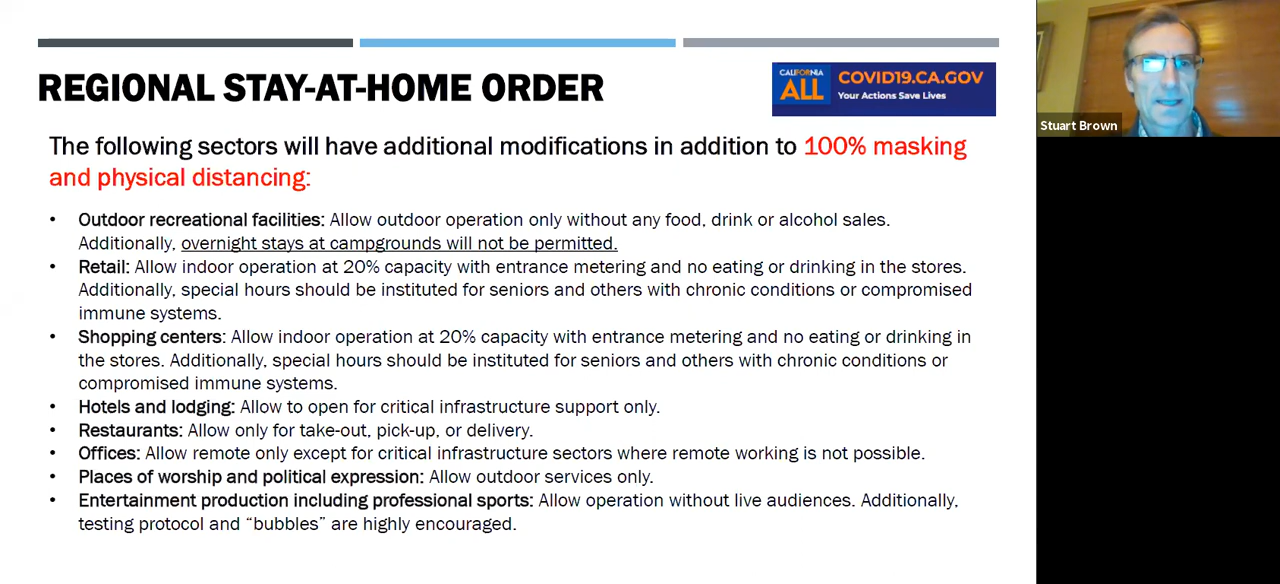 REGIONAL STAY-AT-HOME ORDER
CALIFORNIA
ALL
COVID19.CA.GOV
Your Actions Save Lives
The following sectors will have additional modifications in addition to 100% masking
and physical distancing:
• Outdoor recreational facilities: Allow outdoor operation only without any food, drink or alcohol sales.
Additionally, overnight stays at campgrounds will not be permitted.
• Retail: Allow indoor operation at 20% capacity with entrance metering and no eating or drinking in the stores.
Additionally, special hours should be instituted for seniors and others with chronic conditions or compromised
immune systems.
• Shopping centers: Allow indoor operation at 20% capacity with entrance metering and no eating or drinking in
the stores. Additionally, special hours should be instituted for seniors and others with chronic conditions or
compromised immune systems.
• Hotels and lodging: Allow to open for critical infrastructure support only.
• Restaurants: Allow only for take-out, pick-up, or delivery.
• Offices: Allow remote only except for critical infrastructure sectors where remote working is not possible.
• Places of worship and political expression: Allow outdoor services only.
• Entertainment production including professional sports: Allow operation without live audiences. Additionally,
testing protocol and “bubbles” are highly encouraged.
Stuart Brown